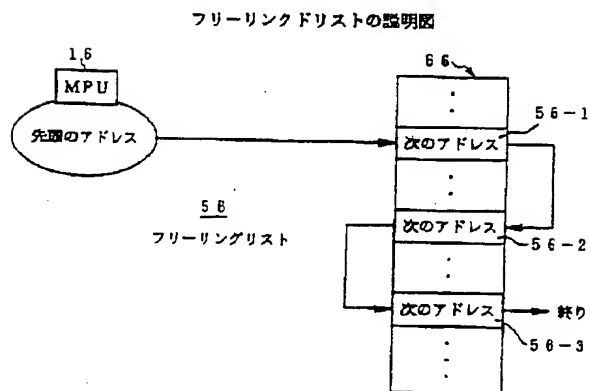 フリーリンクドリストの説明図
16
MPU
先頭のアドレス
66
56-1
次のアドレス
56
フリーリングリスト
次のアドレス
56-2
次のアドレス
終り
56-3